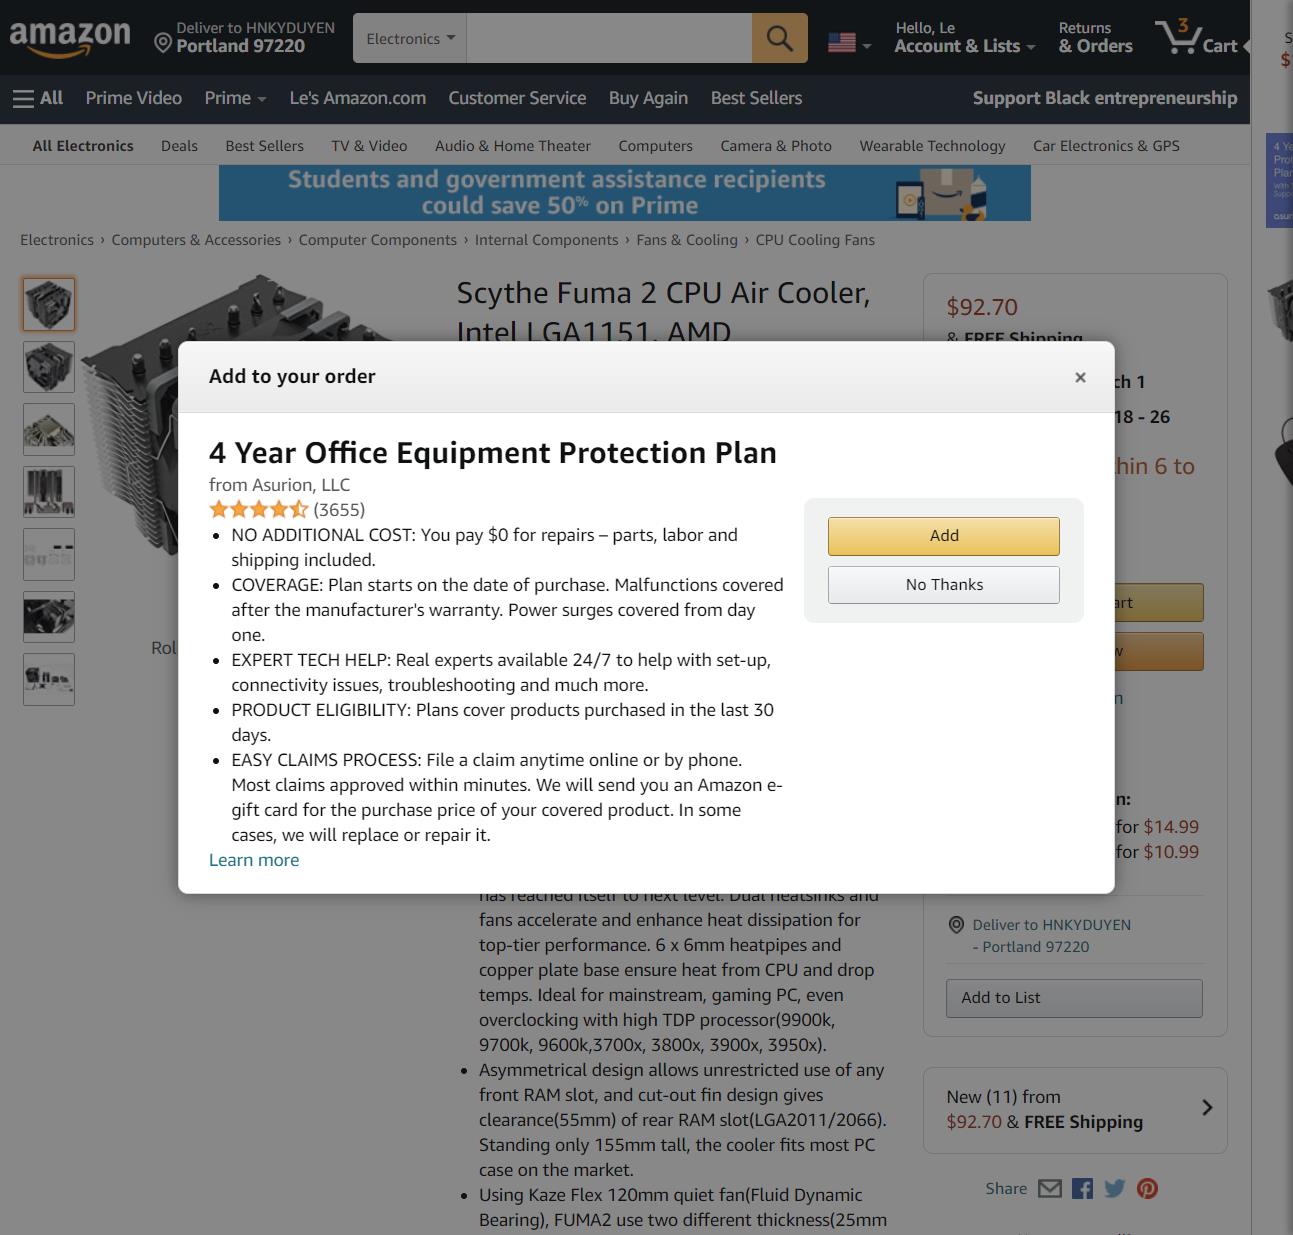 amazon
Deliver to HNKYDUYEN
Portland 97220
Electronics
Hello, Le
Account & Lists
Returns
& Orders
3
Cart
All
Prime Video
Prime
Le's Amazon.com
Customer Service
Buy Again
Best Sellers
Support Black entrepreneurship
All Electronics
Deals
Best Sellers
TV & Video
Audio & Home Theater
Computers
Camera & Photo
Wearable Technology
Car Electronics & GPS
Students and government assistance recipients
could save 50% on Prime
Electronics › Computers & Accessories › Computer Components › Internal Components › Fans & Cooling › CPU Cooling Fans
Scythe Fuma 2 CPU Air Cooler,
Intel LGA1151, AMD
$92.70
& FREE Shipping
ch 1
18 - 26
hin 6 to
Add to your order
×
4 Year Office Equipment Protection Plan
from Asurion, LLC
(3655)
• NO ADDITIONAL COST: You pay $0 for repairs – parts, labor and
shipping included.
• COVERAGE: Plan starts on the date of purchase. Malfunctions covered
after the manufacturer's warranty. Power surges covered from day
one.
• EXPERT TECH HELP: Real experts available 24/7 to help with set-up,
connectivity issues, troubleshooting and much more.
• PRODUCT ELIGIBILITY: Plans cover products purchased in the last 30
days.
• EASY CLAIMS PROCESS: File a claim anytime online or by phone.
Most claims approved within minutes. We will send you an Amazon e-
gift card for the purchase price of your covered product. In some
cases, we will replace or repair it.
Learn more
Add
No Thanks
Rol
art
w
n
n:
for $14.99
for $10.99
has reached itself to next level. Dual heatsinks and
fans accelerate and enhance heat dissipation for
top-tier performance. 6 x 6mm heatpipes and
copper plate base ensure heat from CPU and drop
temps. Ideal for mainstream, gaming PC, even
overclocking with high TDP processor(9900k,
9700k, 9600k,3700x, 3800x, 3900x, 3950x).
• Asymmetrical design allows unrestricted use of any
front RAM slot, and cut-out fin design gives
clearance(55mm) of rear RAM slot(LGA2011/2066).
Standing only 155mm tall, the cooler fits most PC
case on the market.
• Using Kaze Flex 120mm quiet fan(Fluid Dynamic
Bearing), FUMA2 use two different thickness(25mm
Deliver to HNKYDUYEN
- Portland 97220
Add to List
New (11) from
$92.70 & FREE Shipping
Share